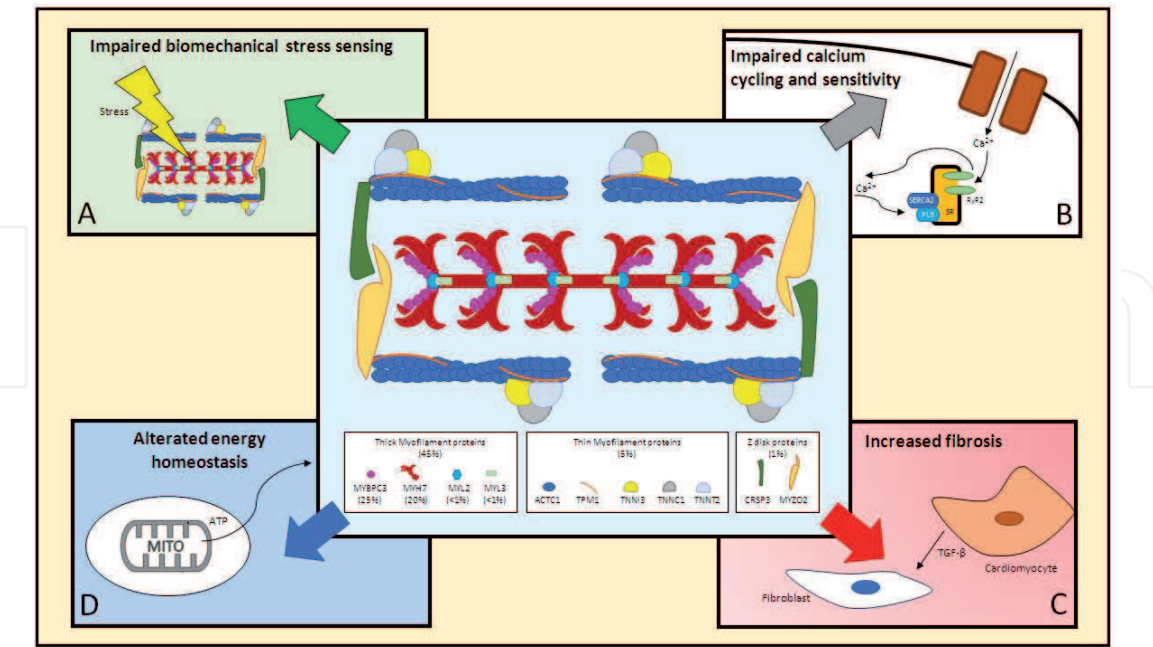 Impaired biomechanical stress sensing
Stress
A
Impaired calcium
cycling and sensitivity
Ca2+
Ca2+
RyR2
SERCA2
PLB
SR
B
Thick Myofilament proteins
(45%)
MYBPC3
(25%)
MYH7
(20%)
MYL2
(<1%)
MYL3
(<1%)
Thin Myofilament proteins
(5%)
ACTC1
TPM1
TNNI3
TNNC1
TNNT2
Z disk proteins
(1%)
CRSP3
MYZO2
Alterated energy
homeostasis
ATP
MITO
D
Increased fibrosis
TGF-β
Cardiomyocyte
Fibroblast
C